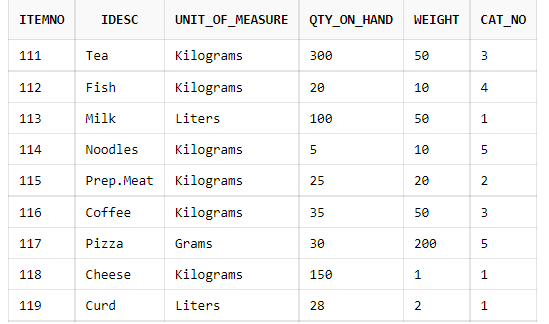 ITEMNO IDESC UNIT_OF_MEASURE QTY_ON_HAND WEIGHT CAT_NO
111 Tea Kilograms 300 50 3
112 Fish Kilograms 20 10 4
113 Milk Liters 100 50 1
114 Noodles Kilograms 5 10 5
115 Prep.Meat Kilograms 25 20 2
116 Coffee Kilograms 35 50 3
117 Pizza Grams 30 200 5
118 Cheese Kilograms 150 1 1
119 Curd Liters 28 2 1